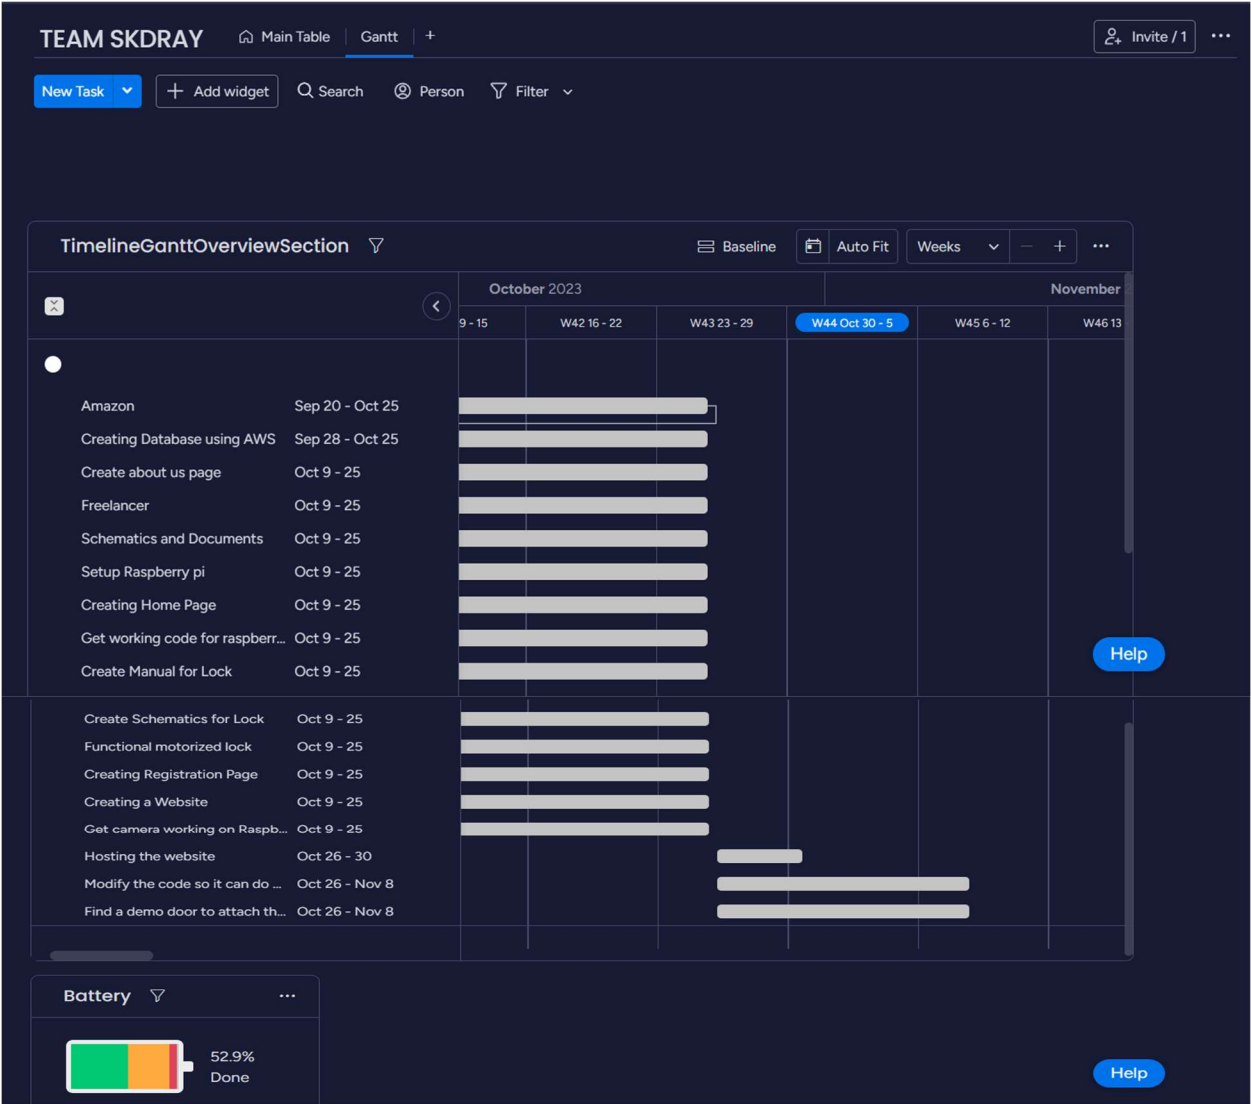 TEAM SKDRAY Main Table Gantt + Invite / 1 ...
New Task + Add widget Search Person Filter
TimelineGanttOverviewSection Baseline Auto Fit Weeks − + ...
October 2023 November
9 - 15 W42 16 - 22 W43 23 - 29 W44 Oct 30 - 5 W45 6 - 12 W46 13
Amazon Sep 20 - Oct 25
Creating Database using AWS Sep 28 - Oct 25
Create about us page Oct 9 - 25
Freelancer Oct 9 - 25
Schematics and Documents Oct 9 - 25
Setup Raspberry pi Oct 9 - 25
Creating Home Page Oct 9 - 25
Get working code for raspberr... Oct 9 - 25
Help
Create Manual for Lock Oct 9 - 25
Create Schematics for Lock Oct 9 - 25
Functional motorized lock Oct 9 - 25
Creating Registration Page Oct 9 - 25
Creating a Website Oct 9 - 25
Get camera working on Raspb... Oct 9 - 25
Hosting the website Oct 26 - 30
Modify the code so it can do ... Oct 26 - Nov 8
Find a demo door to attach th... Oct 26 - Nov 8
Battery ...
52.9%
Done
Help